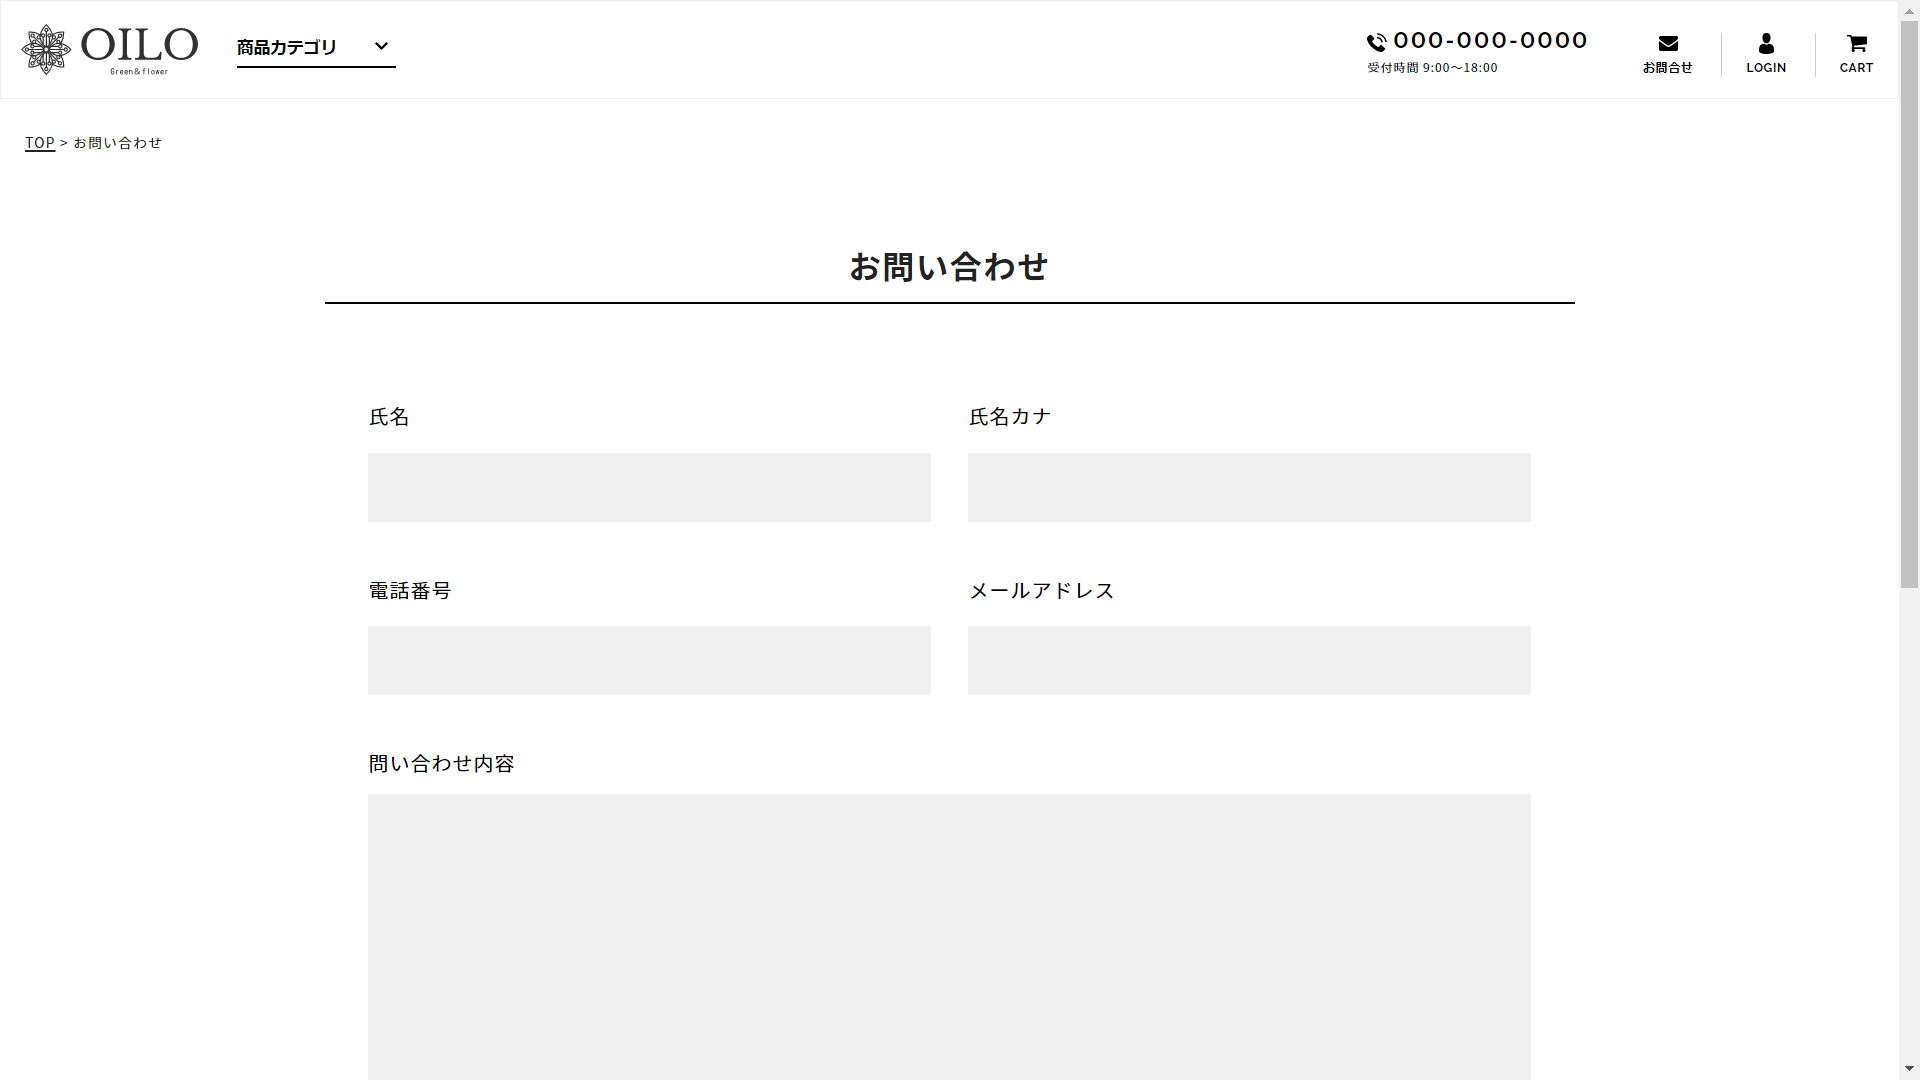 OILO
Green&flower
商品カテゴリ
000-000-0000
受付時間 9:00～18:00
お問合せ
LOGIN
CART
TOP > お問い合わせ
お問い合わせ
氏名
氏名カナ
電話番号
メールアドレス
問い合わせ内容